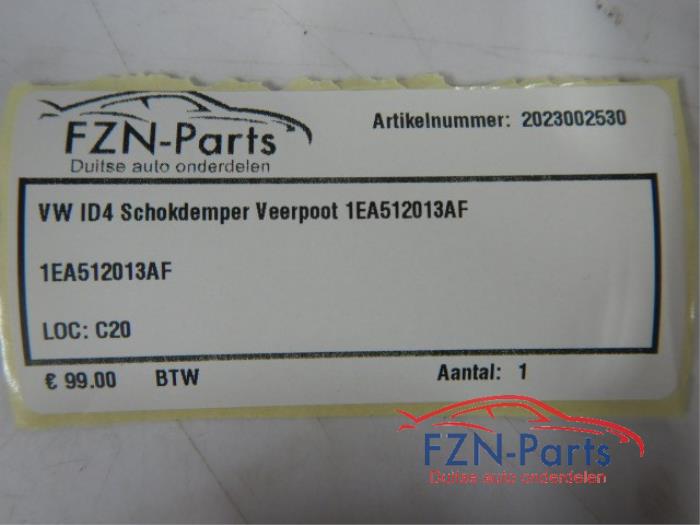 FZN-Parts
Duitse auto onderdelen
Artikelnummer: 2023002530
VW ID4 Schokdemper Veerpoot 1EA512013AF
1EA512013AF
LOC: C20
€ 99.00 BTW Aantal: 1
FZN-Parts
Duitse auto onderdelen